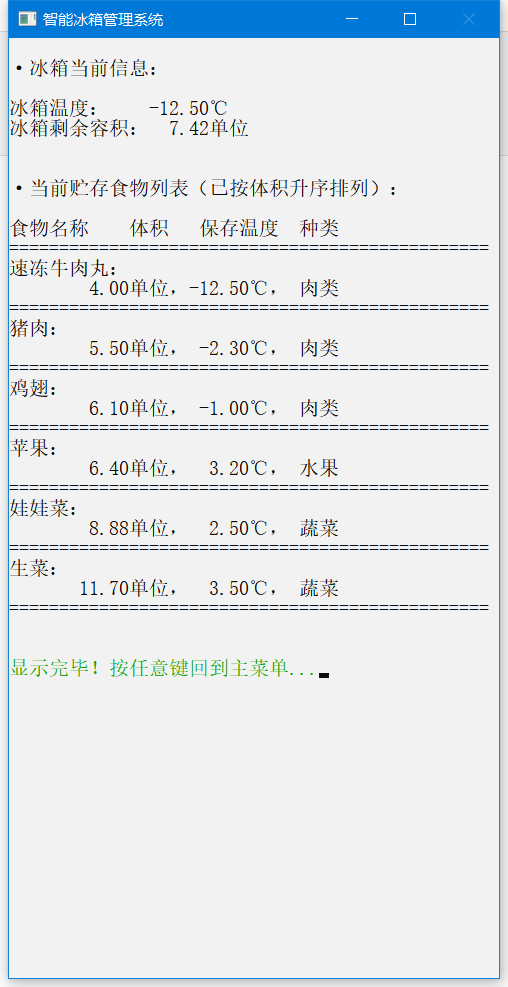 智能冰箱管理系统
·冰箱当前信息:
冰箱温度:    -12.50℃
冰箱剩余容积:  7.42单位
·当前贮存食物列表（已按体积升序排列）:
食物名称    体积   保存温度  种类
================================================
速冻牛肉丸:
        4.00单位，-12.50℃， 肉类
================================================
猪肉:
        5.50单位， -2.30℃， 肉类
================================================
鸡翅:
        6.10单位， -1.00℃， 肉类
================================================
苹果:
        6.40单位，  3.20℃， 水果
================================================
娃娃菜:
        8.88单位，  2.50℃， 蔬菜
================================================
生菜:
       11.70单位，  3.50℃， 蔬菜
================================================
显示完毕! 按任意键回到主菜单...